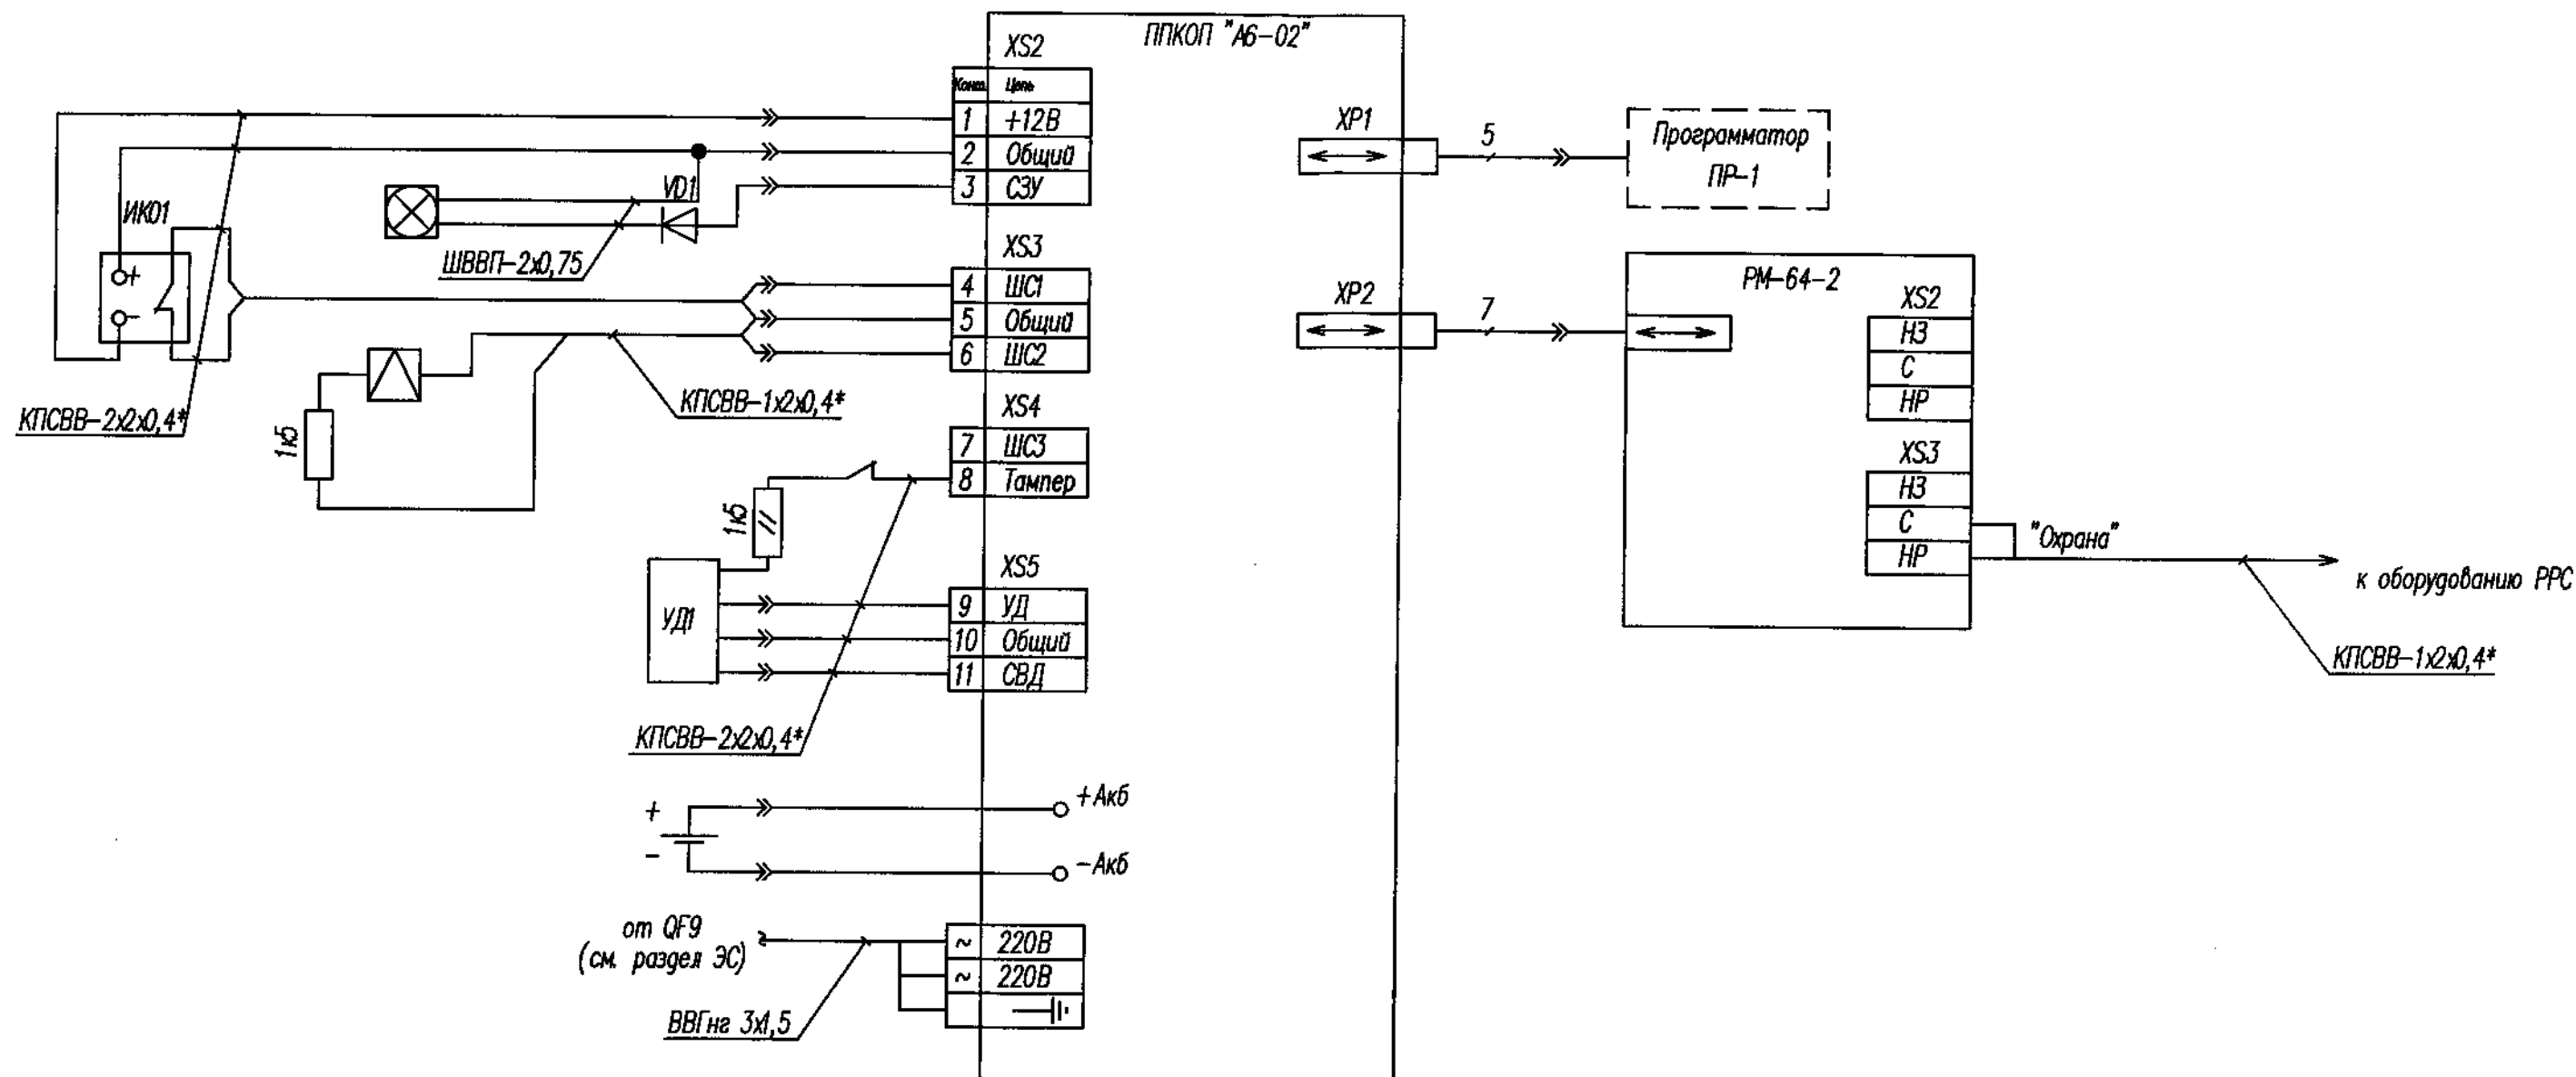 ППКОП "А6-02"
XS2
Конт. Цепь
1 +12В
2 Общий
3 СЗУ
VD1
ИК01
+
-
ШВВП-2х0,75
XS3
4 ШС1
5 Общий
6 ШС2
КПСВВ-2х2х0,4*
КПСВВ-1х2х0,4*
1к5
XS4
7 ШС3
8 Тампер
1к5
УД1
XS5
9 УД
10 Общий
11 СВД
КПСВВ-2х2х0,4*
+
-
+Акб
-Акб
от QF9
(см. раздел ЭС)
~ 220В
~ 220В
ВВГнг 3х1,5
XP1
5
Программатор
ПР-1
XP2
7
РМ-64-2
XS2
НЗ
С
НР
XS3
НЗ
С
НР
"Охрана"
к оборудованию РРС
КПСВВ-1х2х0,4*